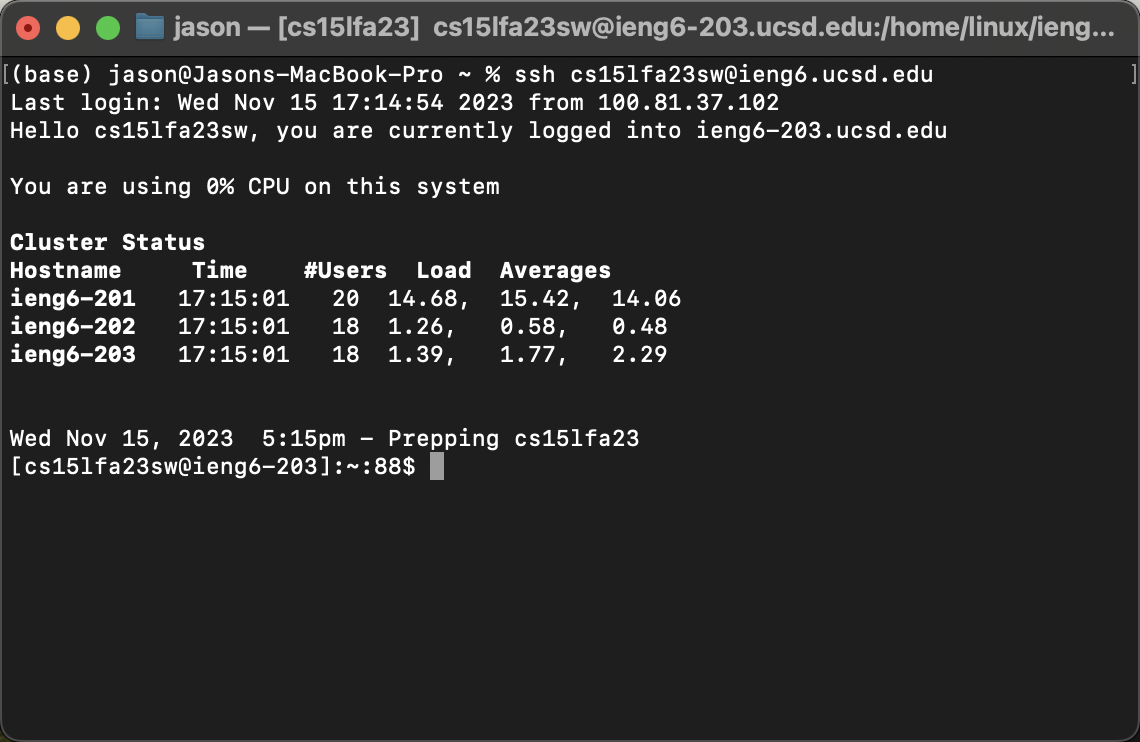 jason — [cs15lfa23] cs15lfa23sw@ieng6-203.ucsd.edu:/home/linux/ieng...
[(base) jason@Jasons-MacBook-Pro ~ % ssh cs15lfa23sw@ieng6.ucsd.edu ]
Last login: Wed Nov 15 17:14:54 2023 from 100.81.37.102
Hello cs15lfa23sw, you are currently logged into ieng6-203.ucsd.edu
You are using 0% CPU on this system
Cluster Status
Hostname     Time    #Users  Load  Averages
ieng6-201   17:15:01   20  14.68,  15.42,  14.06
ieng6-202   17:15:01   18  1.26,   0.58,   0.48
ieng6-203   17:15:01   18  1.39,   1.77,   2.29
Wed Nov 15, 2023  5:15pm - Prepping cs15lfa23
[cs15lfa23sw@ieng6-203]:~:88$